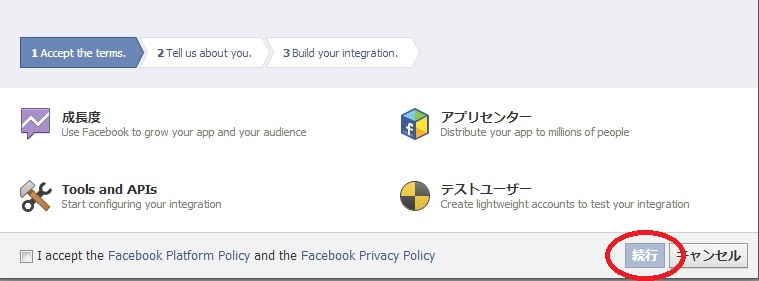 1 Accept the terms. 2 Tell us about you. 3 Build your integration.
成長度
Use Facebook to grow your app and your audience
アプリセンター
Distribute your app to millions of people
Tools and APIs
Start configuring your integration
テストユーザー
Create lightweight accounts to test your integration
I accept the Facebook Platform Policy and the Facebook Privacy Policy
続行 キャンセル